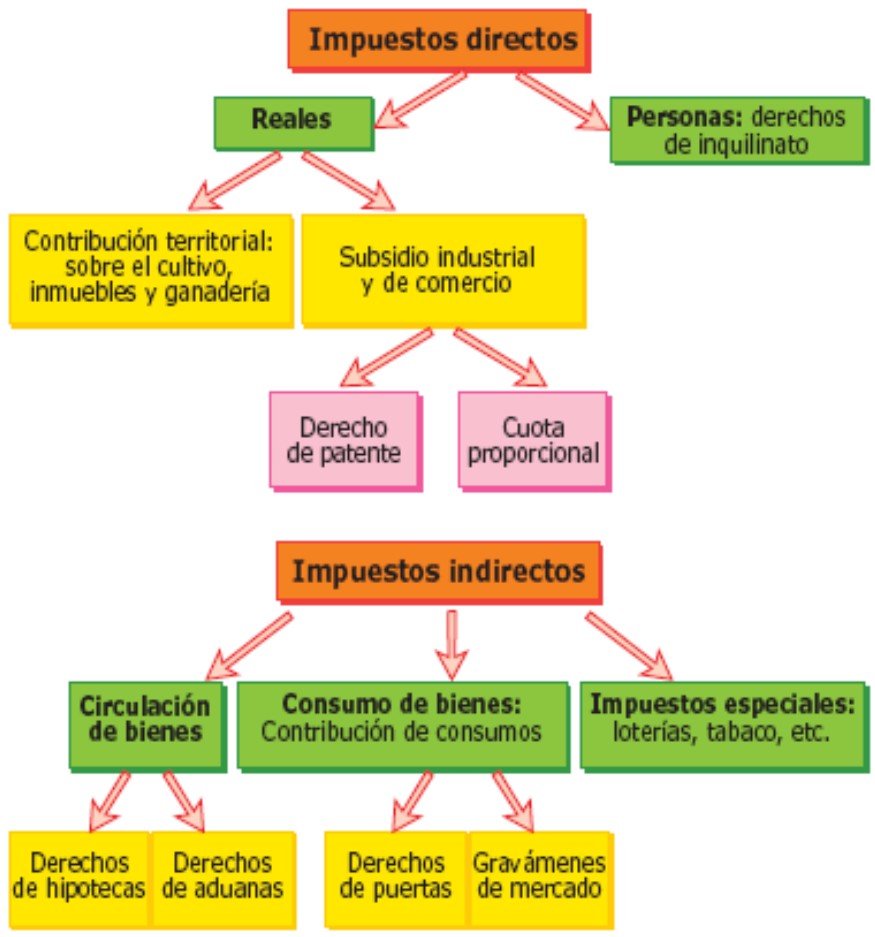 Impuestos directos
Reales
Personas: derechos
de inquilinato
Contribución territorial:
sobre el cultivo,
inmuebles y ganadería
Subsidio industrial
y de comercio
Derecho
de patente
Cuota
proporcional
Impuestos indirectos
Circulación
de bienes
Consumo de bienes:
Contribución de consumos
Impuestos especiales:
loterías, tabaco, etc.
Derechos
de hipotecas
Derechos
de aduanas
Derechos
de puertas
Gravámenes
de mercado